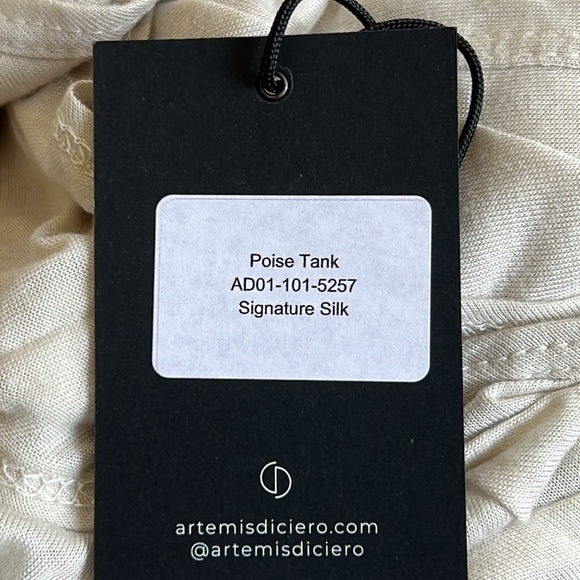 Poise Tank
AD01-101-5257
Signature Silk
artemisdiciero.com
@artemisdiciero